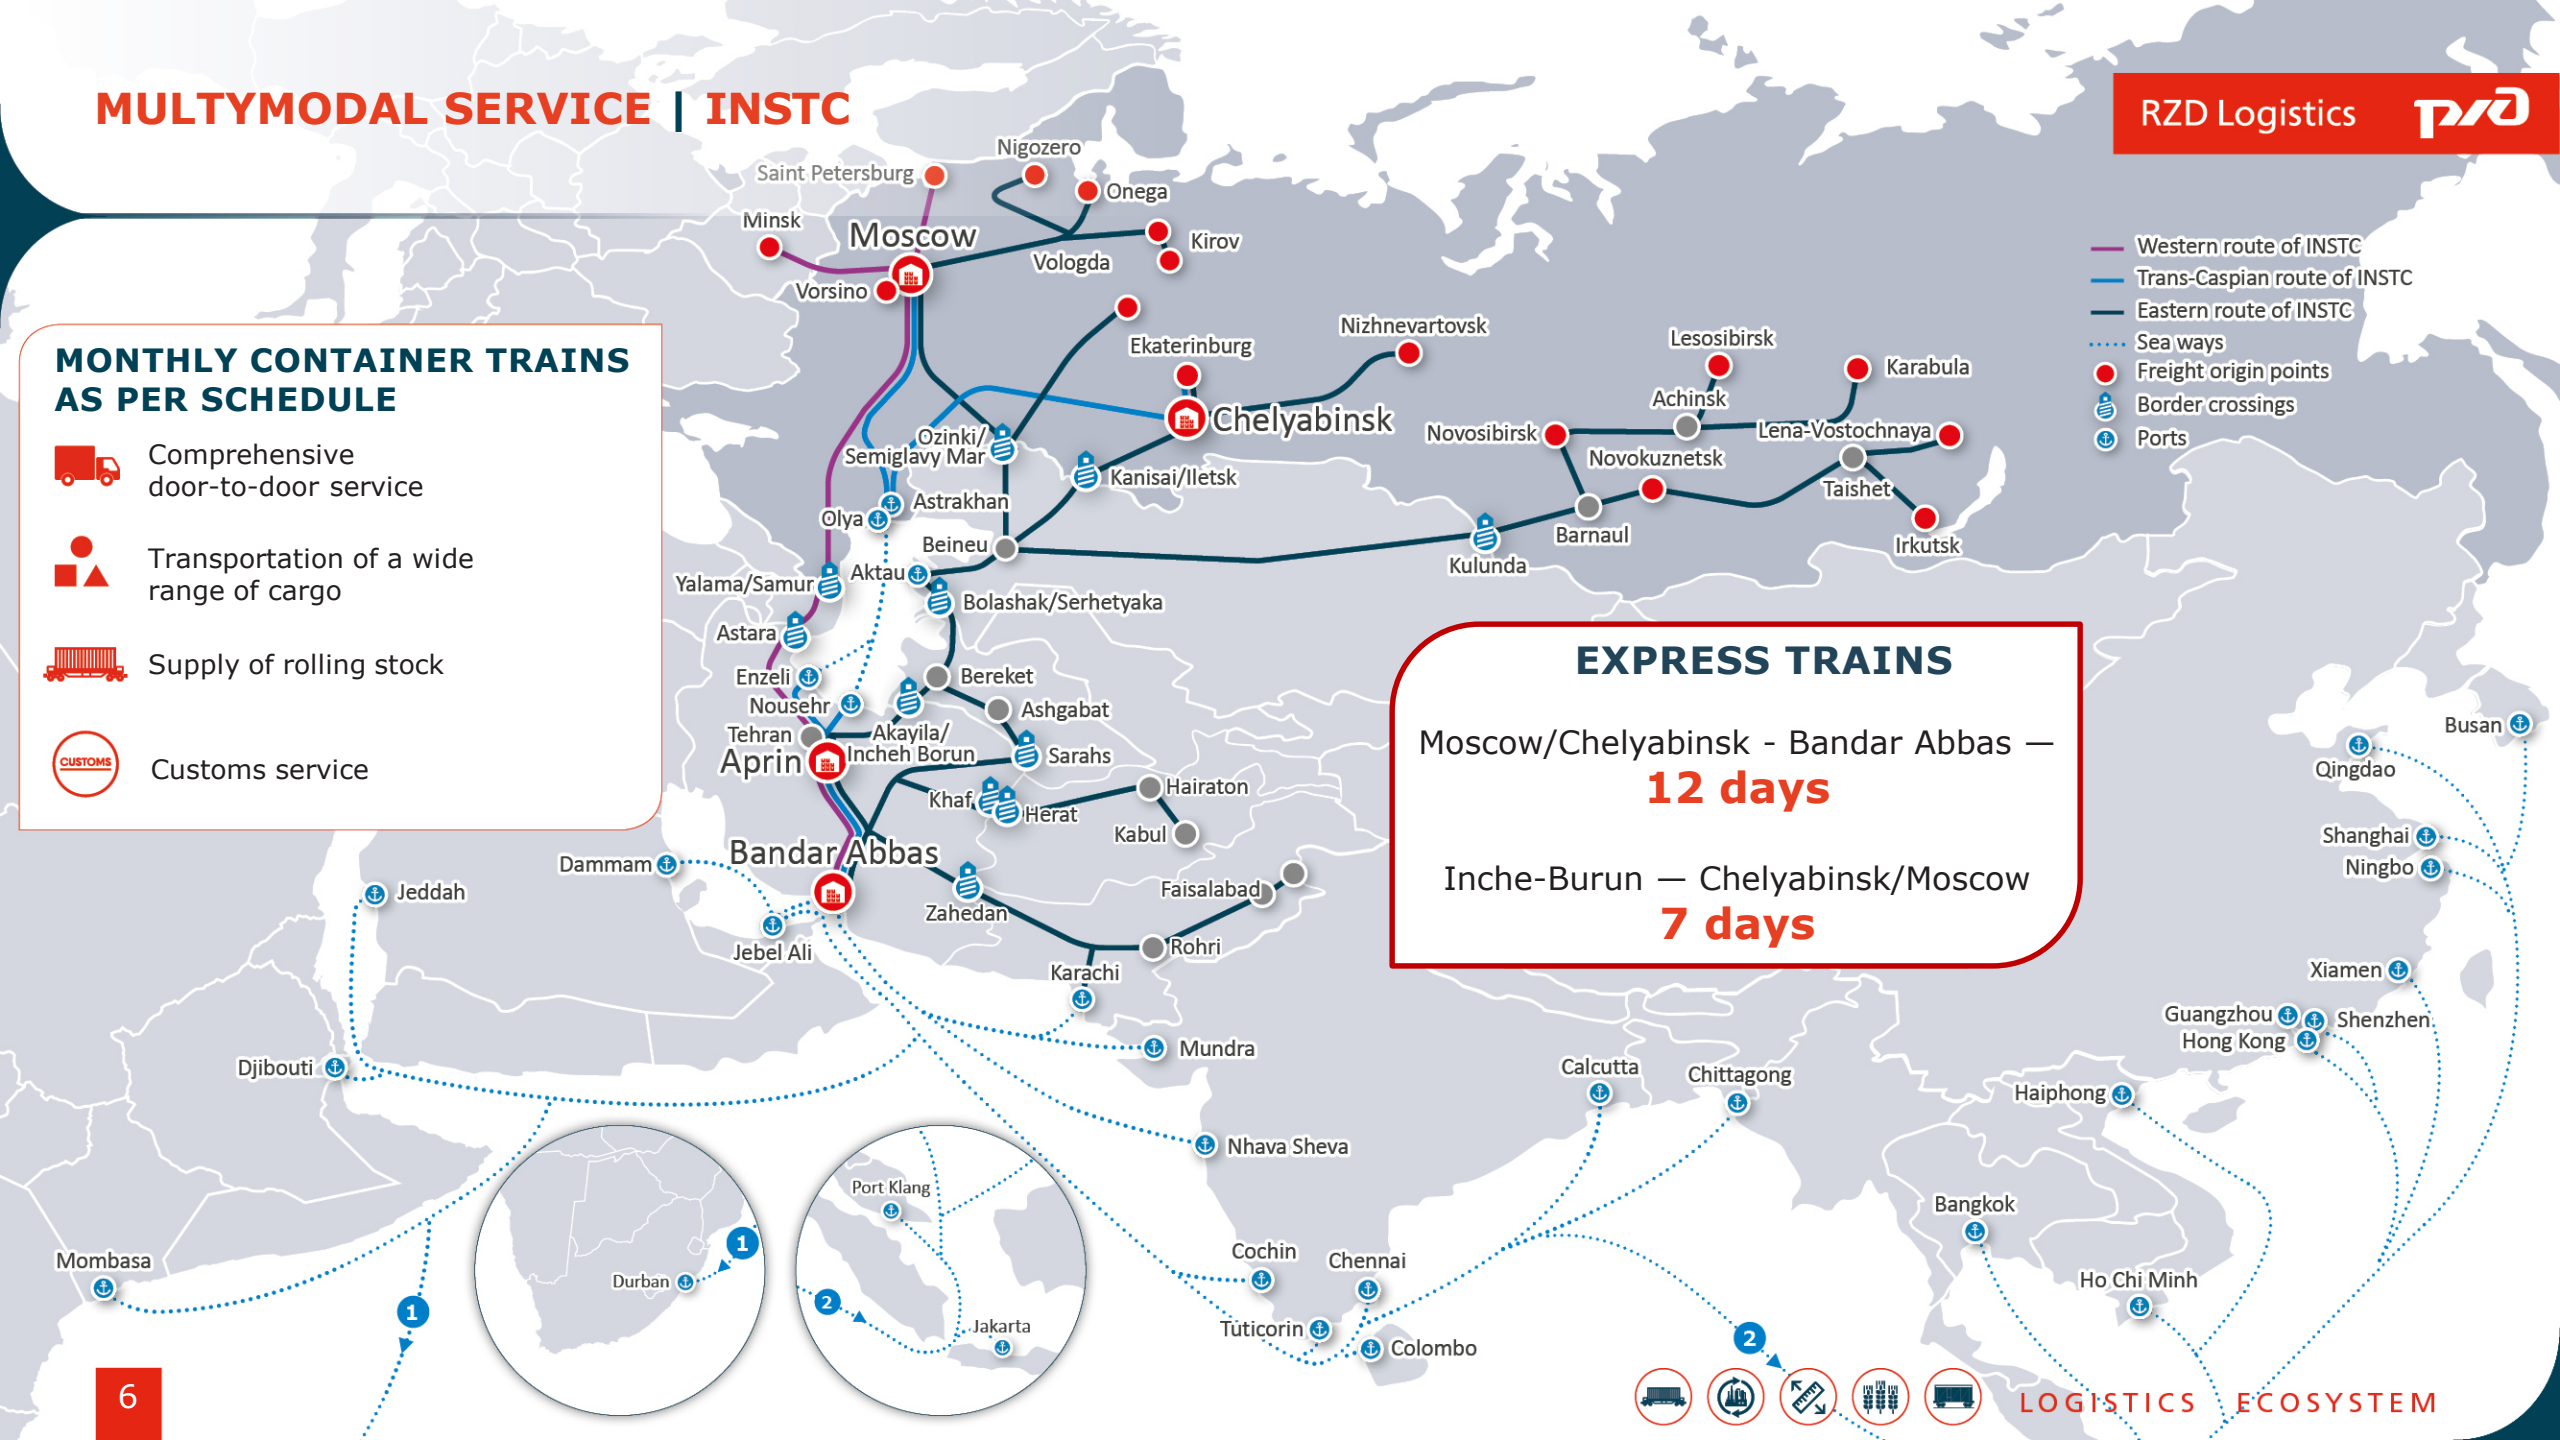 MULTYMODAL SERVICE | INSTC
RZD Logistics
MONTHLY CONTAINER TRAINS
AS PER SCHEDULE
Comprehensive
door-to-door service
Transportation of a wide
range of cargo
Supply of rolling stock
CUSTOMS
Customs service
Western route of INSTC
Trans-Caspian route of INSTC
Eastern route of INSTC
Sea ways
Freight origin points
Border crossings
Ports
EXPRESS TRAINS
Moscow/Chelyabinsk - Bandar Abbas —
12 days
Inche-Burun — Chelyabinsk/Moscow
7 days
Nigozero
Saint Petersburg
Onega
Minsk
Moscow
Kirov
Vologda
Vorsino
Ekaterinburg
Nizhnevartovsk
Lesosibirsk
Karabula
Achinsk
Chelyabinsk
Novosibirsk
Lena-Vostochnaya
Ozinki/
Semiglavy Mar
Novokuznetsk
Kanisai/Iletsk
Taishet
Astrakhan
Olya
Barnaul
Irkutsk
Beineu
Kulunda
Aktau
Yalama/Samur
Bolashak/Serhetyaka
Astara
Enzeli
Bereket
Nousehr
Ashgabat
Tehran
Akayila/
Incheh Borun
Aprin
Sarahs
Khaf
Herat
Hairaton
Kabul
Bandar Abbas
Dammam
Jeddah
Zahedan
Faisalabad
Jebel Ali
Rohri
Karachi
Mundra
Djibouti
Nhava Sheva
Calcutta
Chittagong
Busan
Qingdao
Shanghai
Ningbo
Xiamen
Guangzhou
Shenzhen
Hong Kong
Haiphong
Bangkok
Ho Chi Minh
Mombasa
1
Durban
1
Port Klang
2
Jakarta
Cochin
Chennai
Tuticorin
Colombo
2
6
LOGISTICS ECOSYSTEM